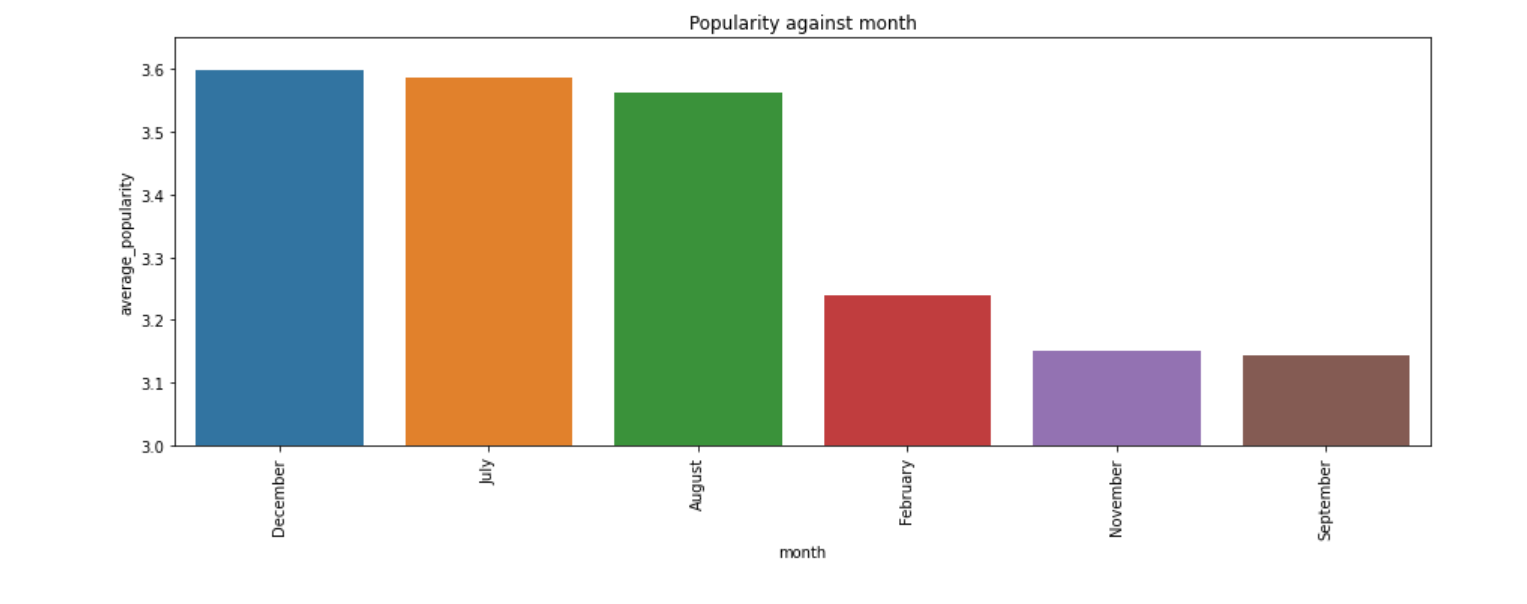 Popularity against month
average_popularity
3.6
3.5
3.4
3.3
3.2
3.1
3.0
December
July
August
February
November
September
month